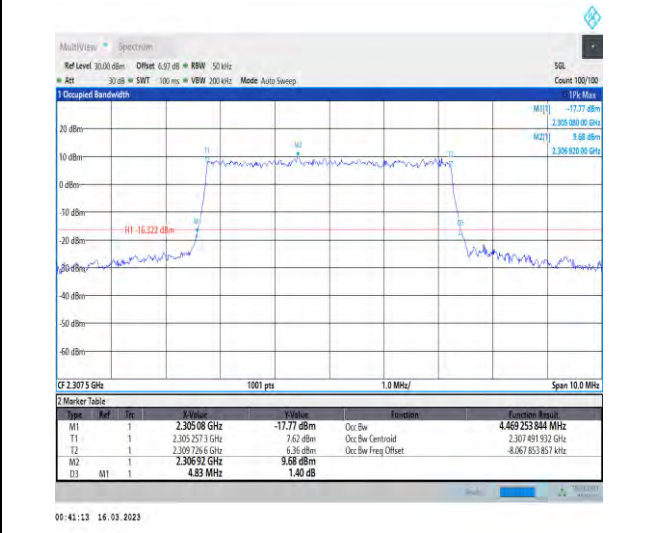 MultiView Spectrum
Ref Level 30.00 dBm Offset 6.97 dB RBW 50 kHz SGL
Att 30 dB SWT 100 ms VBW 200 kHz Mode Auto Sweep Count 100/100
1 Occupied Bandwidth 1Pk Max
M1[1] -17.77 dBm
2.305 080 00 GHz
20 dBm M2[1] 9.68 dBm
2.306 920 00 GHz
T1 M2 T2
10 dBm
0 dBm
-10 dBm
M1 D3
H1 -16.322 dBm
-20 dBm
-30 dBm
-40 dBm
-50 dBm
-60 dBm
CF 2.307 5 GHz 1001 pts 1.0 MHz/ Span 10.0 MHz
2 Marker Table
Type Ref Trc X-Value Y-Value Function Function Result
M1 1 2.305 08 GHz -17.77 dBm Occ Bw 4.469 253 844 MHz
T1 1 2.305 257 3 GHz 7.62 dBm Occ Bw Centroid 2.307 491 932 GHz
T2 1 2.309 726 6 GHz 6.36 dBm Occ Bw Freq Offset -8.067 853 857 kHz
M2 1 2.306 92 GHz 9.68 dBm
D3 M1 1 4.83 MHz 1.40 dB
00:41:13 16.03.2023